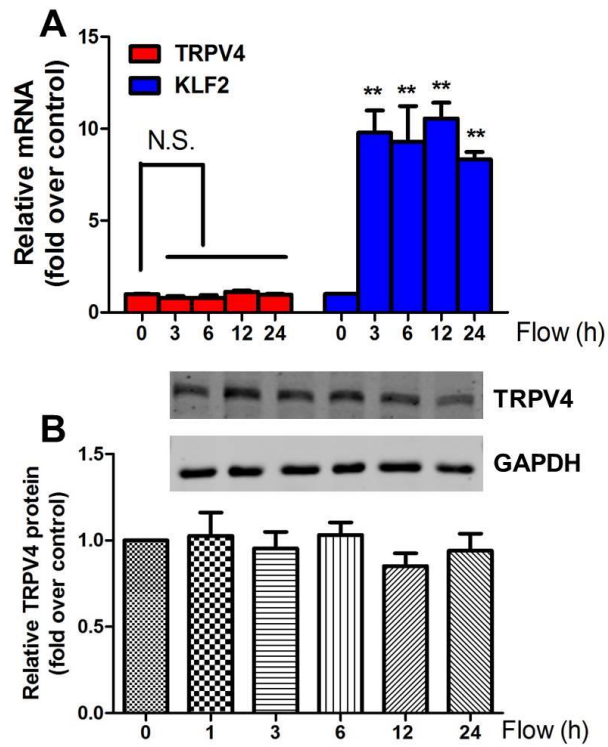 A
15
10
5
0
Relative mRNA
(fold over control)
TRPV4
KLF2
N.S.
** ** ** **
0 3 6 12 24 0 3 6 12 24 Flow (h)
TRPV4
GAPDH
B
1.5
1.0
0.5
0.0
Relative TRPV4 protein
(fold over control)
0 1 3 6 12 24 Flow (h)